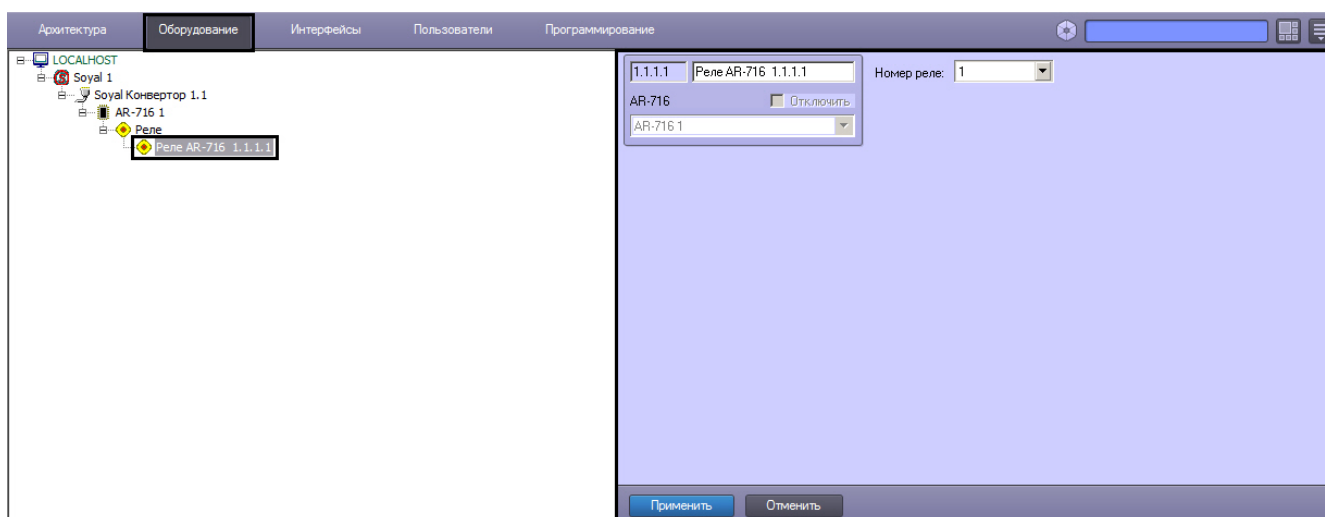 Архитектура Оборудование Интерфейсы Пользователи Программирование
LOCALHOST
Soyal 1
Soyal Конвертор 1.1
AR-716 1
Реле
Реле AR-716 1.1.1.1
1.1.1.1 Реле AR-716 1.1.1.1 Номер реле: 1
AR-716 Отключить
AR-716 1
Применить Отменить